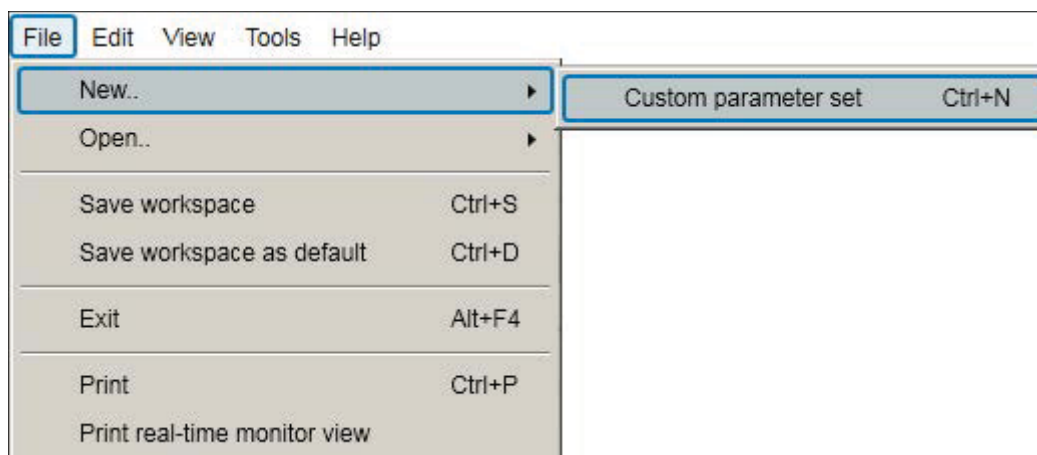 File Edit View Tools Help
New..
Custom parameter set Ctrl+N
Open..
Save workspace Ctrl+S
Save workspace as default Ctrl+D
Exit Alt+F4
Print Ctrl+P
Print real-time monitor view